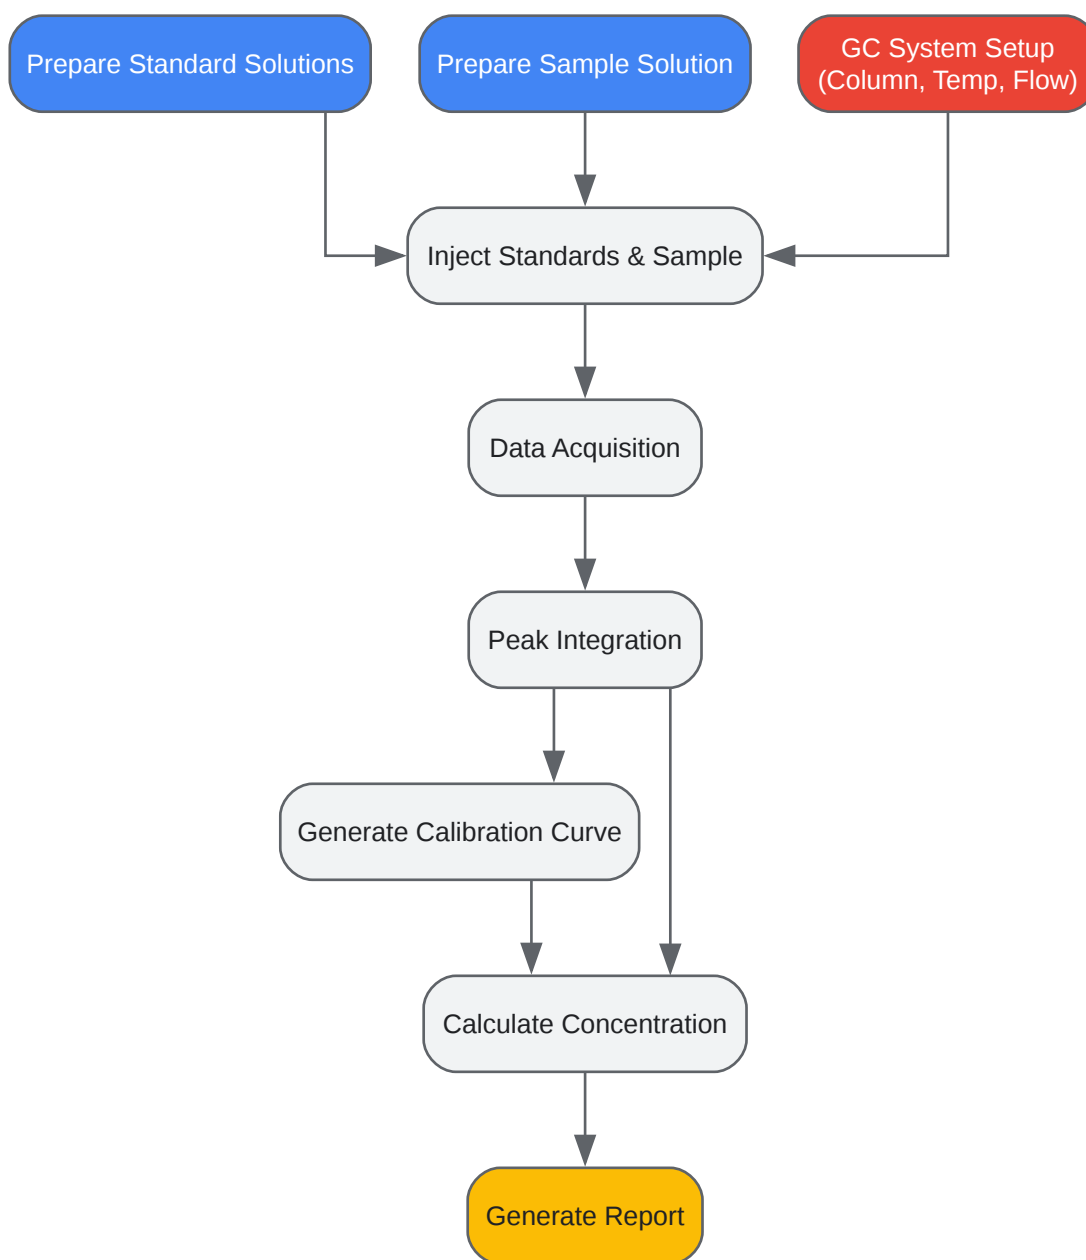 Prepare Standard Solutions
Prepare Sample Solution
GC System Setup
(Column, Temp, Flow)
Inject Standards & Sample
Data Acquisition
Peak Integration
Generate Calibration Curve
Calculate Concentration
Generate Report